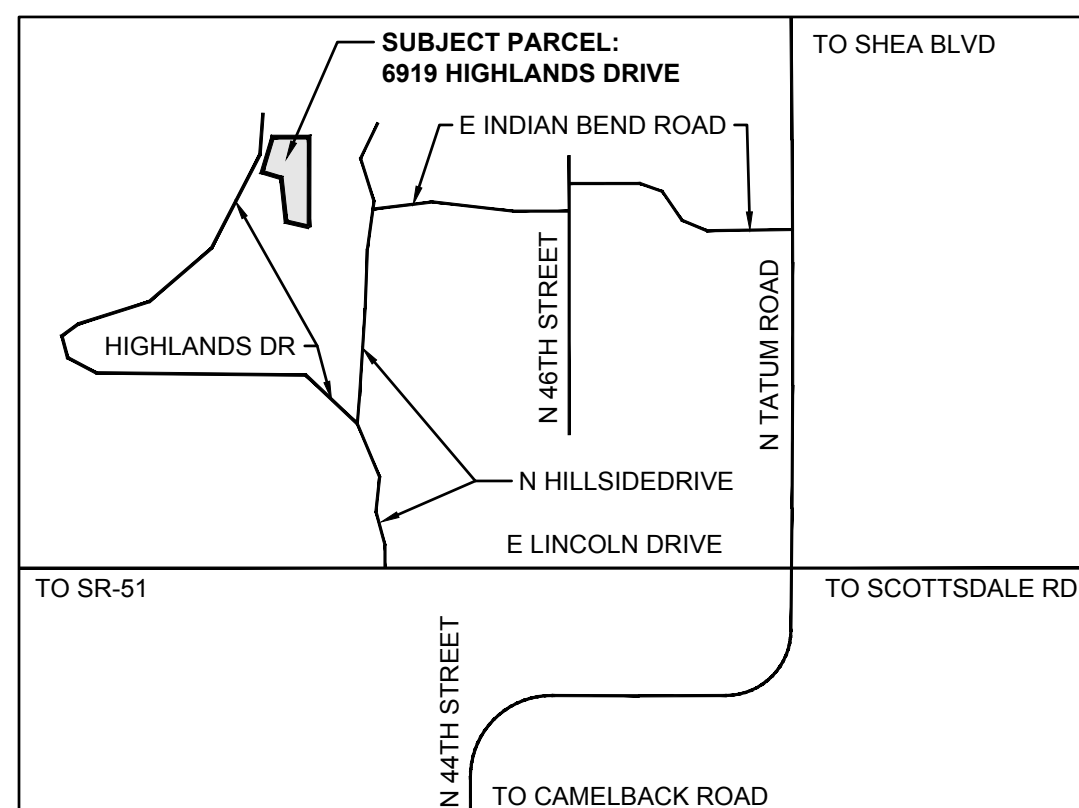 SUBJECT PARCEL:
6919 HIGHLANDS DRIVE
TO SHEA BLVD
E INDIAN BEND ROAD
N 46TH STREET
N TATUM ROAD
HIGHLANDS DR
N HILLSIDEDRIVE
E LINCOLN DRIVE
TO SR-51
TO SCOTTSDALE RD
N 44TH STREET
TO CAMELBACK ROAD